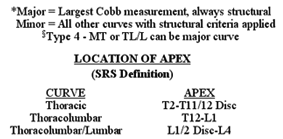 *Major = Largest Cobb measurement, always structural
Minor = All other curves with structural criteria applied
§Type 4 - MT or TL/L can be major curve
LOCATION OF APEX
(SRS Definition)
CURVE APEX
Thoracic T2-T11/12 Disc
Thoracolumbar T12-L1
Thoracolumbar/Lumbar L1/2 Disc-L4